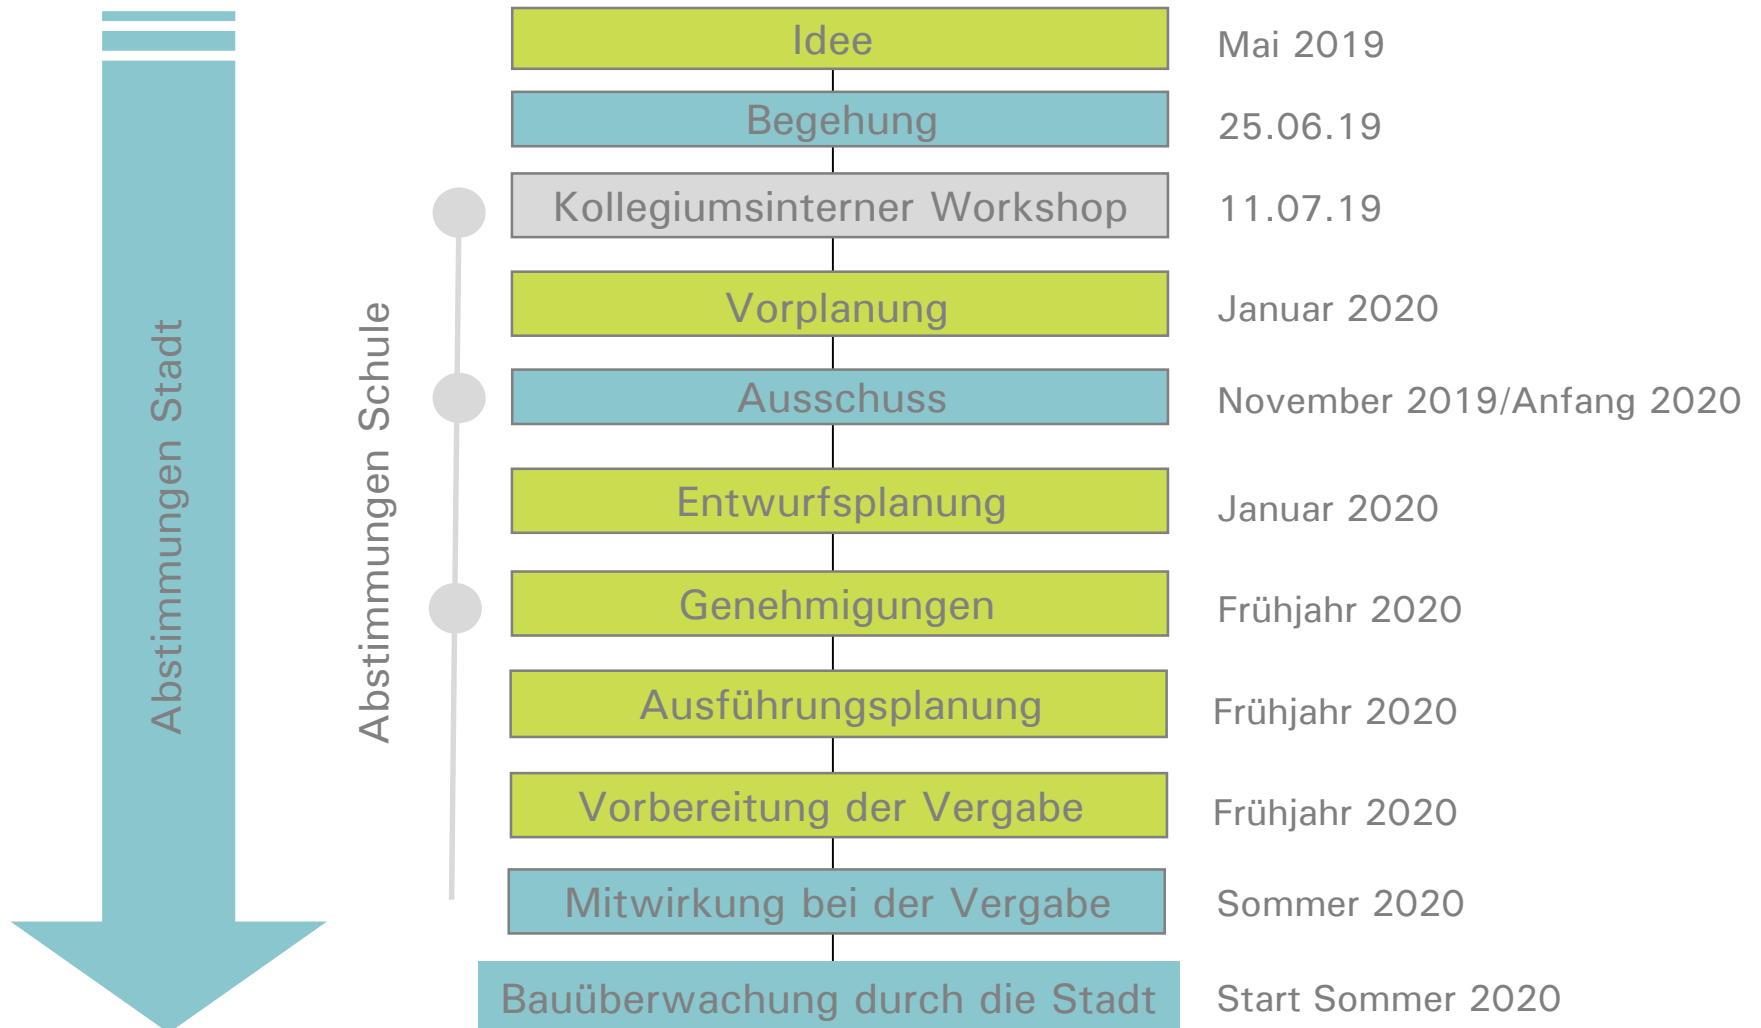 Idee
Mai 2019
Begehung
25.06.19
Kollegiumsinterner Workshop
11.07.19
Vorplanung
Januar 2020
Ausschuss
November 2019/Anfang 2020
Entwurfsplanung
Januar 2020
Genehmigungen
Frühjahr 2020
Ausführungsplanung
Frühjahr 2020
Vorbereitung der Vergabe
Frühjahr 2020
Mitwirkung bei der Vergabe
Sommer 2020
Bauüberwachung durch die Stadt
Start Sommer 2020
Abstimmungen Stadt
Abstimmungen Schule